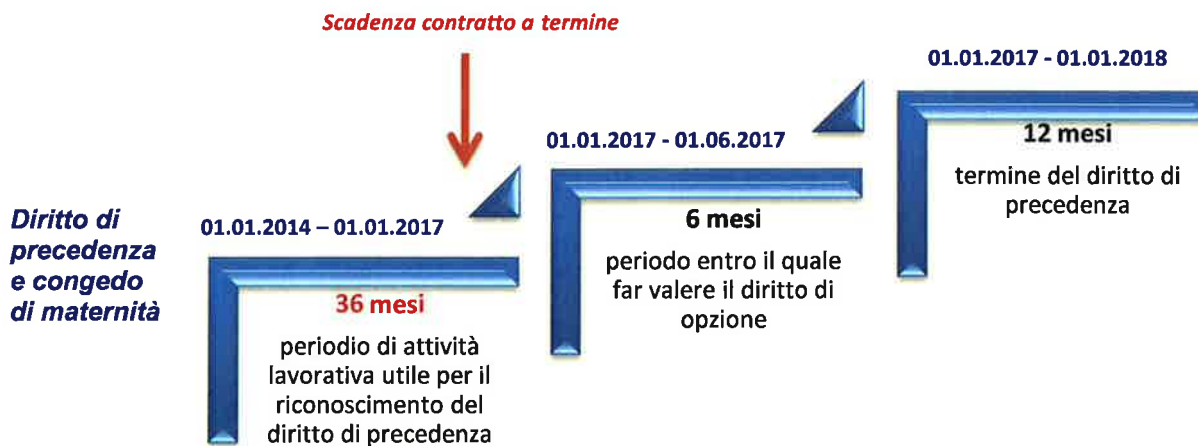 Scadenza contratto a termine
01.01.2017 - 01.01.2018
12 mesi
termine del diritto di
precedenza
01.01.2017 - 01.06.2017
6 mesi
periodo entro il quale
far valere il diritto di
opzione
Diritto di
precedenza
e congedo
di maternità
01.01.2014 – 01.01.2017
36 mesi
periodio di attività
lavorativa utile per il
riconoscimento del
diritto di precedenza